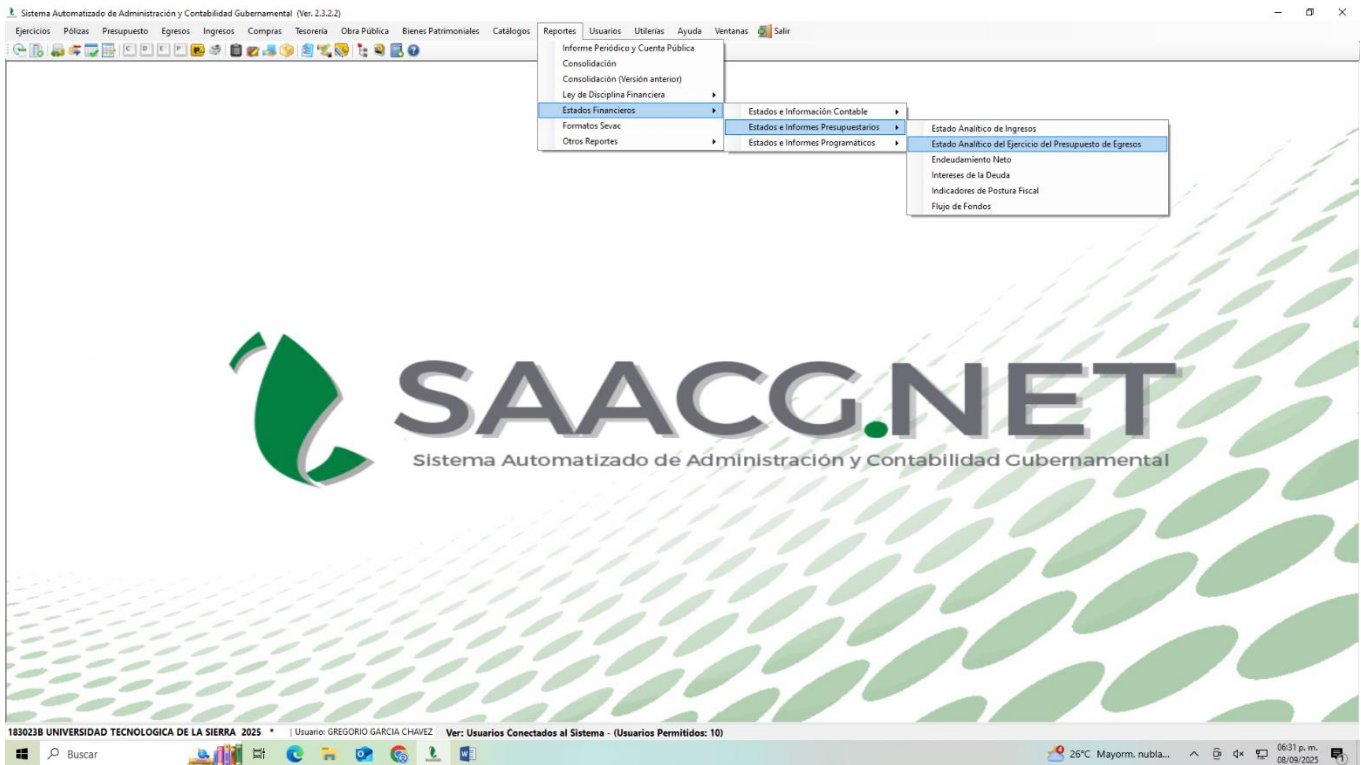 Sistema Automatizado de Administración y Contabilidad Gubernamental (Ver. 2.3.2.2)
Ejercicios Pólizas Presupuesto Egresos Ingresos Compras Tesorería Obra Pública Bienes Patrimoniales Catálogos Reportes Usuarios Utilerías Ayuda Ventanas Salir
C D E P
Informe Periódico y Cuenta Pública
Consolidación
Consolidación (Versión anterior)
Ley de Disciplina Financiera
Estados Financieros
Formatos Sevac
Otros Reportes
Estados e Información Contable
Estados e Informes Presupuestarios
Estados e Informes Programáticos
Estado Analítico de Ingresos
Estado Analítico del Ejercicio del Presupuesto de Egresos
Endeudamiento Neto
Intereses de la Deuda
Indicadores de Postura Fiscal
Flujo de Fondos
SAACG.NET
Sistema Automatizado de Administración y Contabilidad Gubernamental
183023B UNIVERSIDAD TECNOLOGICA DE LA SIERRA 2025 * | Usuario: GREGORIO GARCIA CHAVEZ Ver: Usuarios Conectados al Sistema - (Usuarios Permitidos: 10)
Buscar 26°C Mayorm. nubla... 06:31 p. m.
08/09/2025